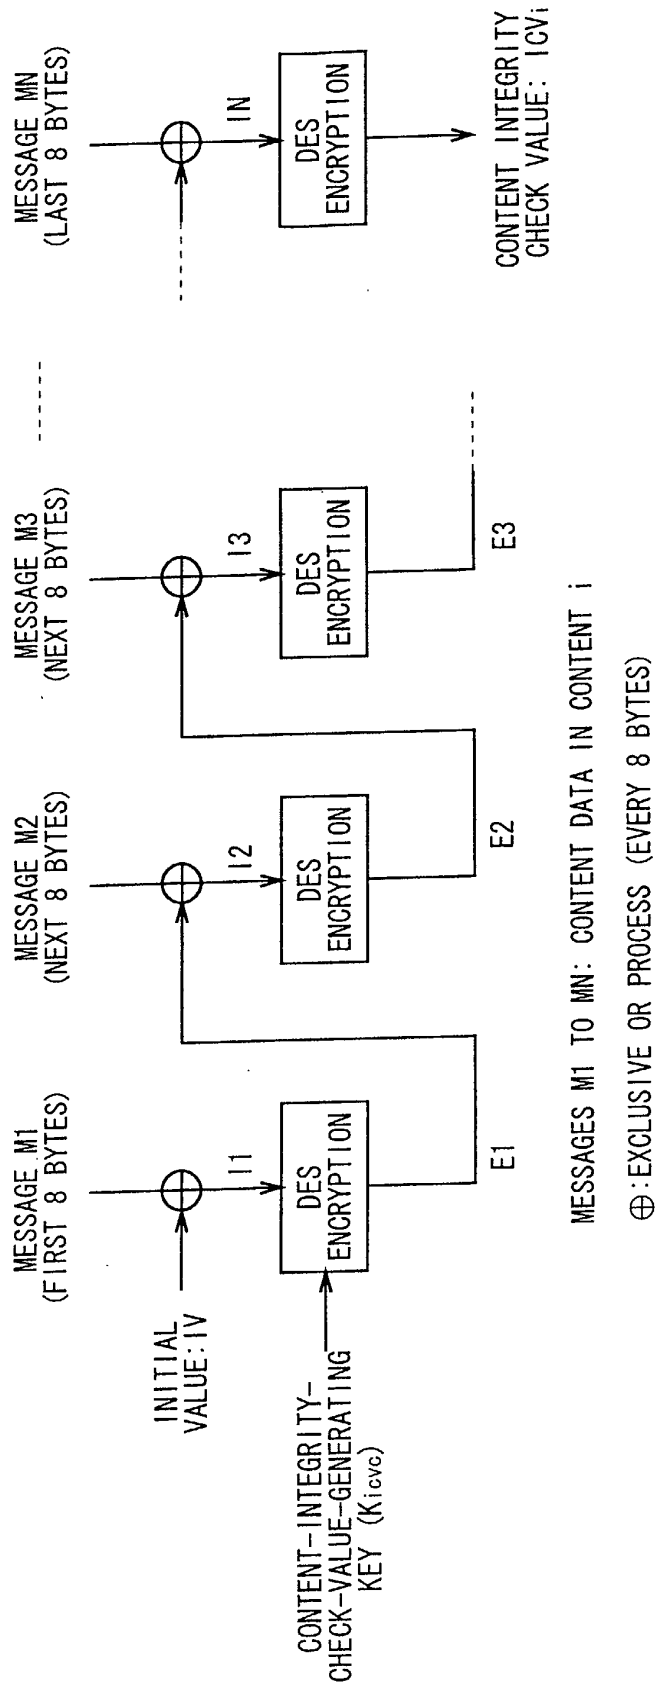 MESSAGE M1
(FIRST 8 BYTES)
MESSAGE M2
(NEXT 8 BYTES)
MESSAGE M3
(NEXT 8 BYTES)
MESSAGE MN
(LAST 8 BYTES)
INITIAL
VALUE:IV
I1
I2
I3
IN
CONTENT-INTEGRITY-
CHECK-VALUE-GENERATING
KEY (Kicvc)
DES
ENCRYPTION
DES
ENCRYPTION
DES
ENCRYPTION
DES
ENCRYPTION
E1
E2
E3
CONTENT INTEGRITY
CHECK VALUE: ICVi
MESSAGES M1 TO MN: CONTENT DATA IN CONTENT i
⊕:EXCLUSIVE OR PROCESS (EVERY 8 BYTES)